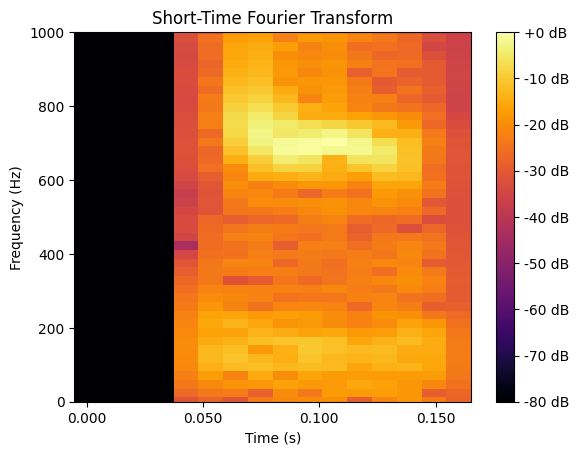 Short-Time Fourier Transform
1000
800
600
400
200
0
Frequency (Hz)
0.000
0.050
0.100
0.150
Time (s)
+0 dB
-10 dB
-20 dB
-30 dB
-40 dB
-50 dB
-60 dB
-70 dB
-80 dB